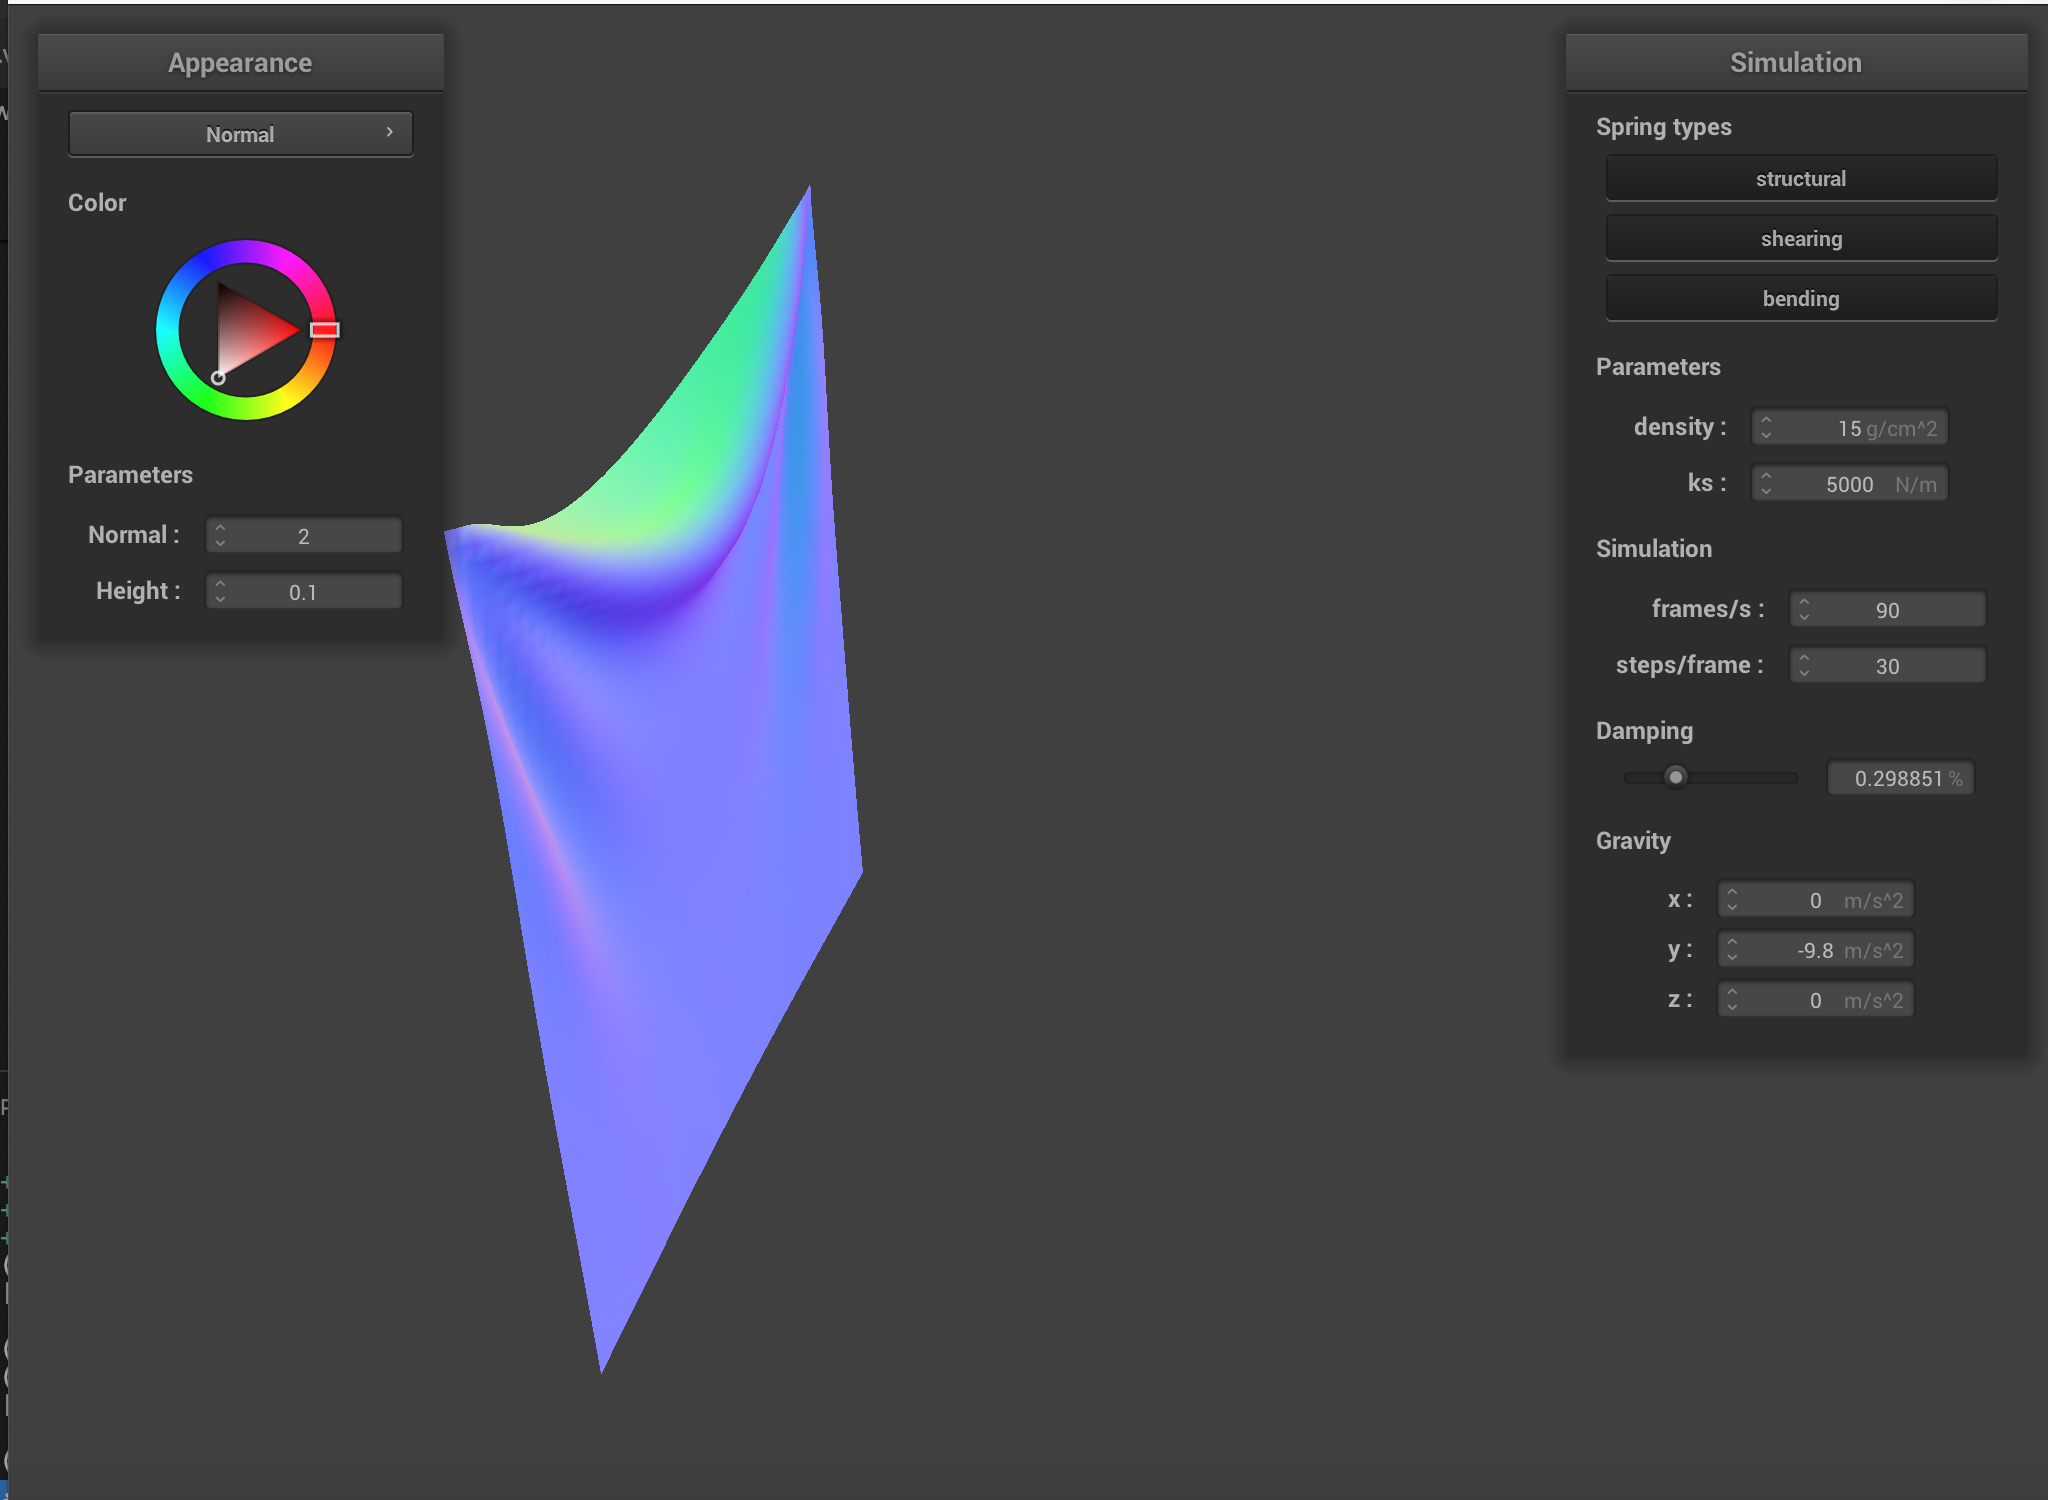 Appearance
Normal
Color
Parameters
Normal :
2
Height :
0.1
Simulation
Spring types
structural
shearing
bending
Parameters
density :
15 g/cm^2
ks :
5000 N/m
Simulation
frames/s :
90
steps/frame :
30
Damping
0.298851 %
Gravity
x :
0 m/s^2
y :
-9.8 m/s^2
z :
0 m/s^2